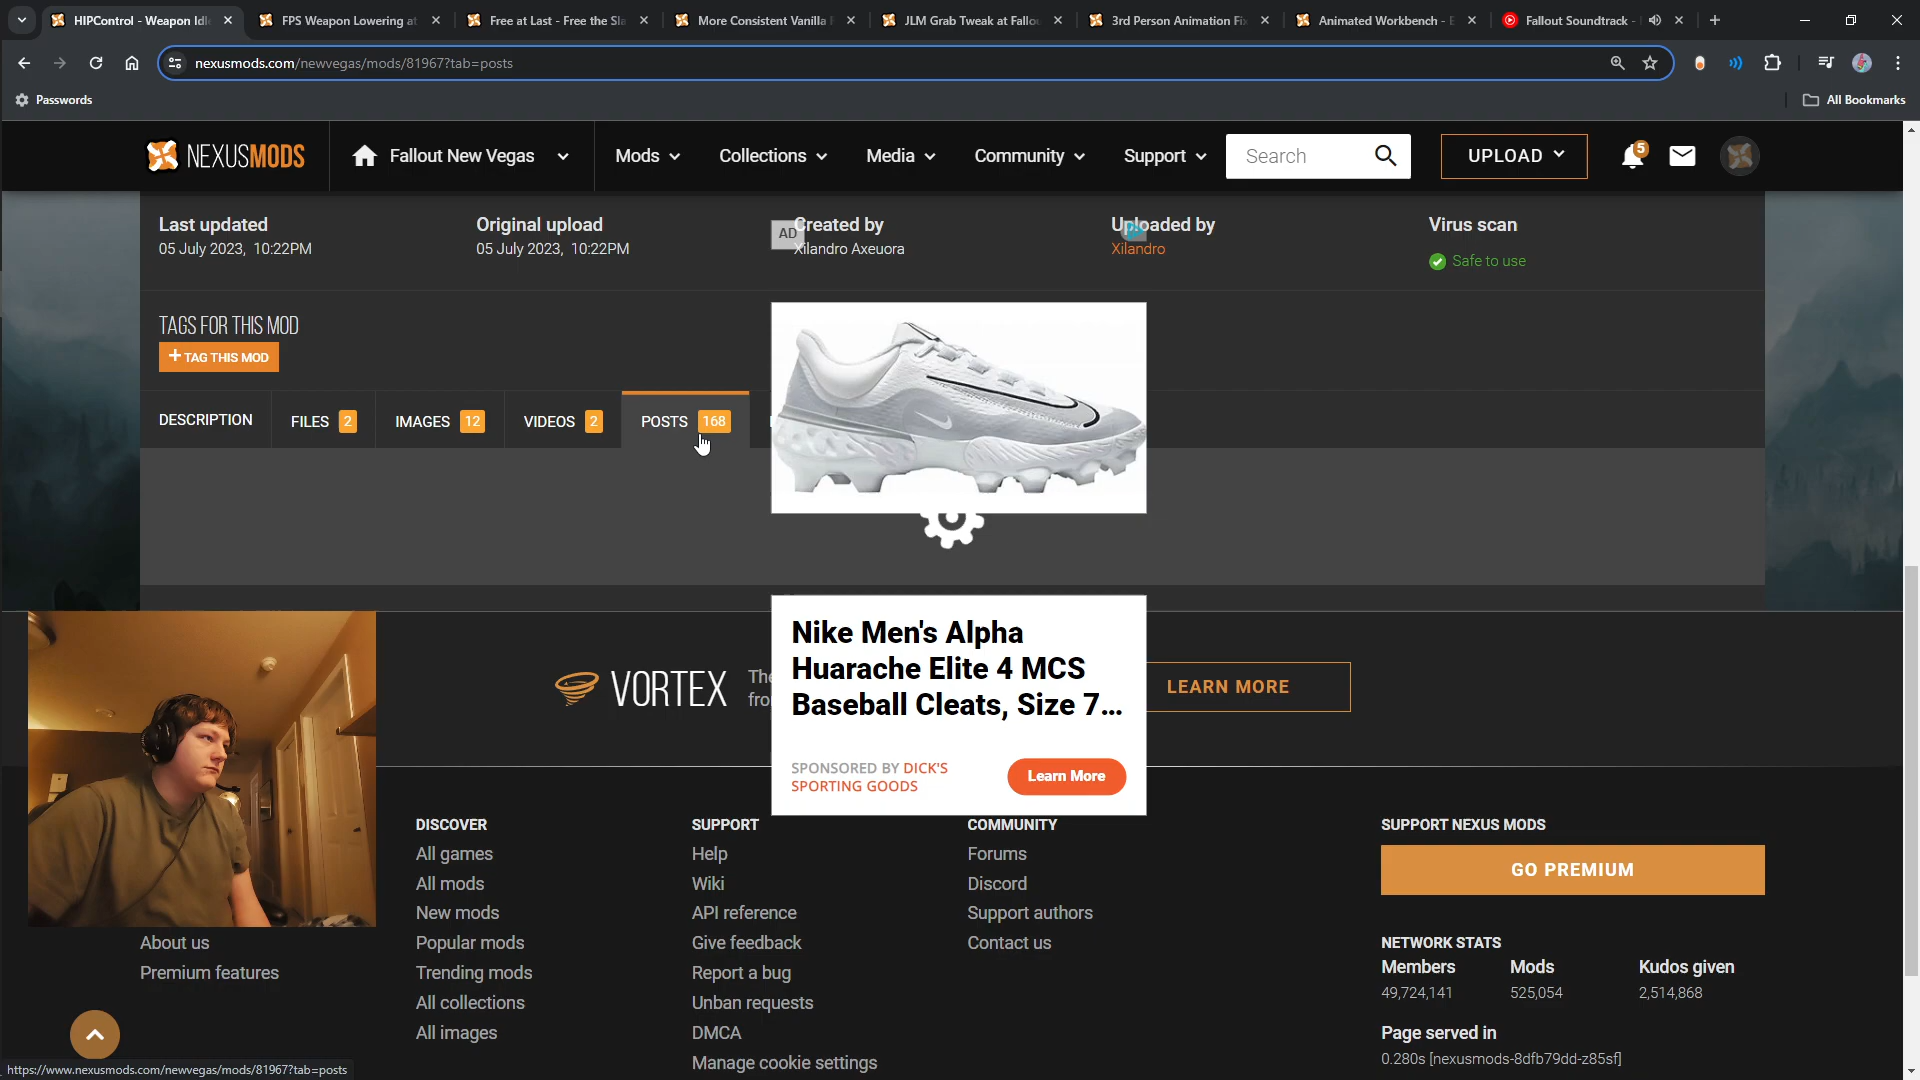 HIPControl - Weapon Idl
FPS Weapon Lowering at
Free at Last - Free the Sla
More Consistent Vanilla
JLM Grab Tweak at Fallou
3rd Person Animation Fix
Animated Workbench - E
Fallout Soundtrack -
nexusmods.com/newvegas/mods/81967?tab=posts
Passwords
All Bookmarks
NEXUSMODS
Fallout New Vegas
Mods
Collections
Media
Community
Support
Search
UPLOAD
5
Last updated
05 July 2023, 10:22PM
Original upload
05 July 2023, 10:22PM
AD
Created by
Xilandro Axeuora
Uploaded by
Xilandro
Virus scan
Safe to use
TAGS FOR THIS MOD
+ TAG THIS MOD
DESCRIPTION
FILES 2
IMAGES 12
VIDEOS 2
POSTS 168
VORTEX
The
fro
LEARN MORE
Nike Men's Alpha
Huarache Elite 4 MCS
Baseball Cleats, Size 7...
SPONSORED BY DICK'S
SPORTING GOODS
Learn More
About us
Premium features
DISCOVER
All games
All mods
New mods
Popular mods
Trending mods
All collections
All images
SUPPORT
Help
Wiki
API reference
Give feedback
Report a bug
Unban requests
DMCA
Manage cookie settings
COMMUNITY
Forums
Discord
Support authors
Contact us
SUPPORT NEXUS MODS
GO PREMIUM
NETWORK STATS
Members
49,724,141
Mods
525,054
Kudos given
2,514,868
Page served in
0.280s [nexusmods-8dfb79dd-z85sf]
https://www.nexusmods.com/newvegas/mods/81967?tab=posts